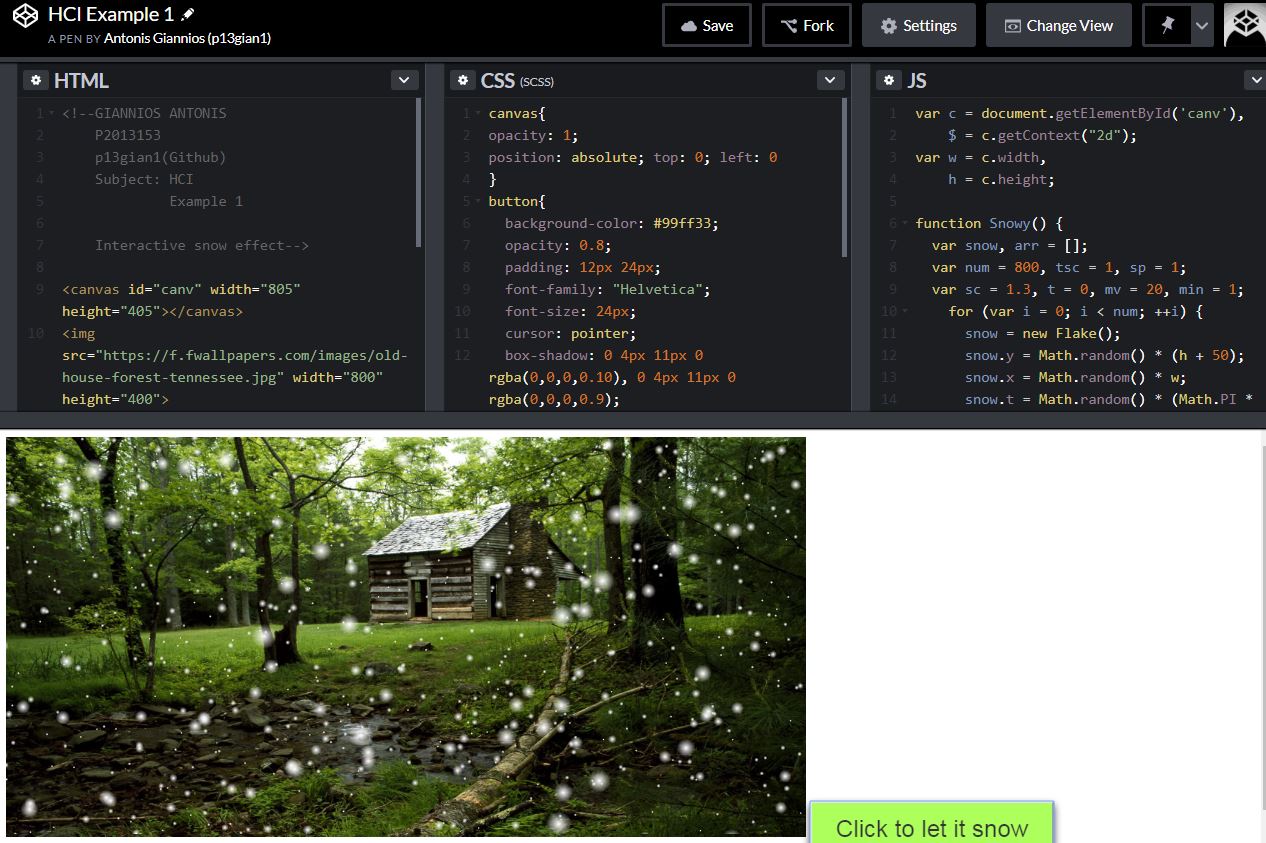 HCI Example 1
A PEN BY Antonis Giannios (p13gian1)
Save
Fork
Settings
Change View
HTML
1 <!--GIANNIOS ANTONIS
2 P2013153
3 p13gian1(Github)
4 Subject: HCI
5 Example 1
6
7 Interactive snow effect-->
8
9 <canvas id="canv" width="805"
height="405"></canvas>
10 <img
src="https://f.fwallpapers.com/images/old-
house-forest-tennessee.jpg" width="800"
height="400">
CSS (SCSS)
1 canvas{
2 opacity: 1;
3 position: absolute; top: 0; left: 0
4 }
5 button{
6 background-color: #99ff33;
7 opacity: 0.8;
8 padding: 12px 24px;
9 font-family: "Helvetica";
10 font-size: 24px;
11 cursor: pointer;
12 box-shadow: 0 4px 11px 0
rgba(0,0,0,0.10), 0 4px 11px 0
rgba(0,0,0,0.9);
JS
1 var c = document.getElementById('canv'),
2 $ = c.getContext("2d");
3 var w = c.width,
4 h = c.height;
5
6 function Snowy() {
7 var snow, arr = [];
8 var num = 800, tsc = 1, sp = 1;
9 var sc = 1.3, t = 0, mv = 20, min = 1;
10 for (var i = 0; i < num; ++i) {
11 snow = new Flake();
12 snow.y = Math.random() * (h + 50);
13 snow.x = Math.random() * w;
14 snow.t = Math.random() * (Math.PI *
Click to let it snow